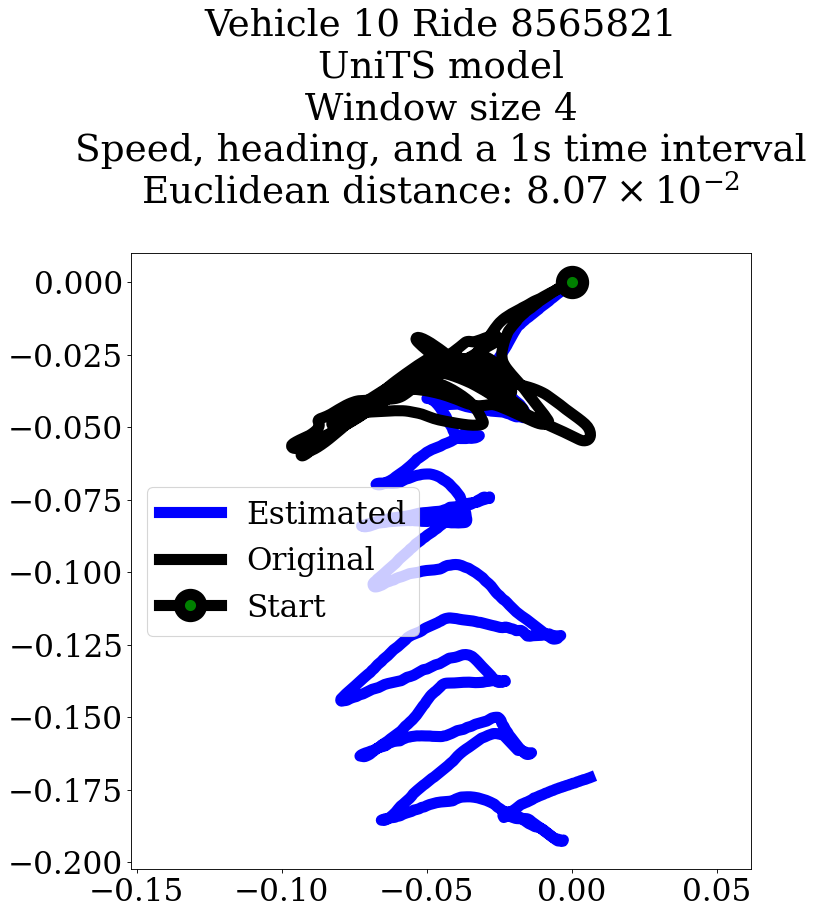 Vehicle 10 Ride 8565821
UniTS model
Window size 4
Speed, heading, and a 1s time interval
Euclidean distance: 8.07 × 10⁻²
0.000
−0.025
−0.050
−0.075
−0.100
−0.125
−0.150
−0.175
−0.200
Estimated
Original
Start
−0.15 −0.10 −0.05 0.00 0.05